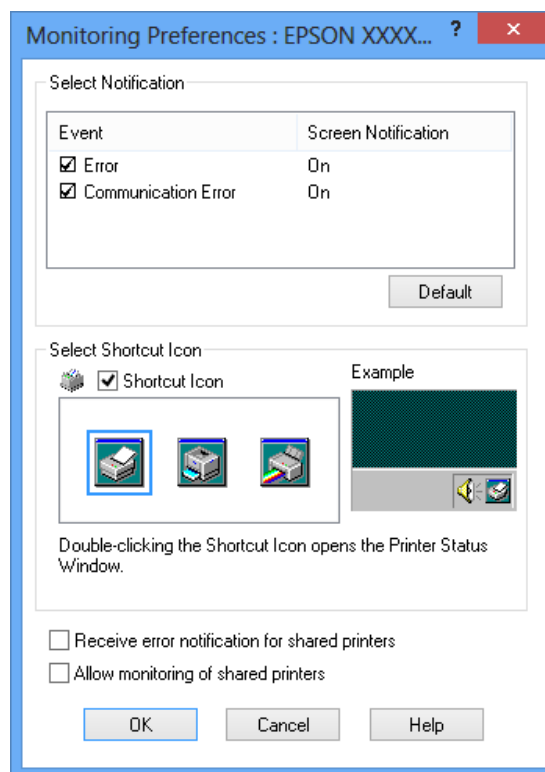 Monitoring Preferences : EPSON XXXX... ?
Select Notification
Event Screen Notification
Error On
Communication Error On
Default
Select Shortcut Icon
Shortcut Icon
Example
Double-clicking the Shortcut Icon opens the Printer Status
Window.
Receive error notification for shared printers
Allow monitoring of shared printers
OK Cancel Help